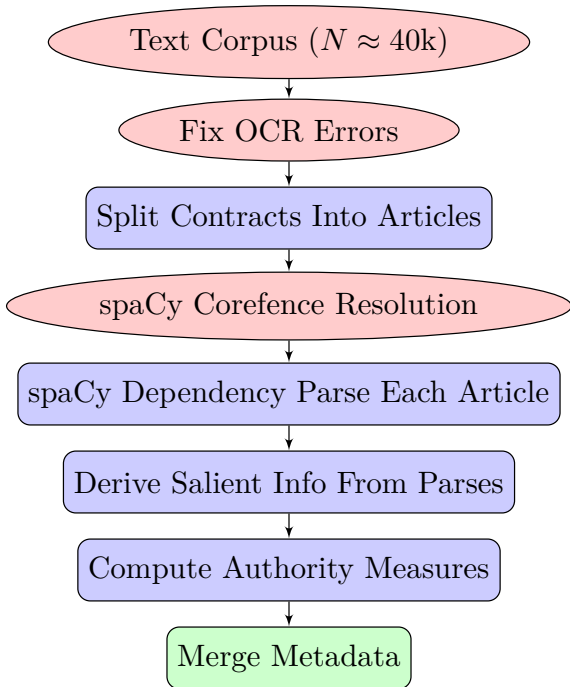 Text Corpus (N ≈ 40k)
Fix OCR Errors
Split Contracts Into Articles
spaCy Corefence Resolution
spaCy Dependency Parse Each Article
Derive Salient Info From Parses
Compute Authority Measures
Merge Metadata